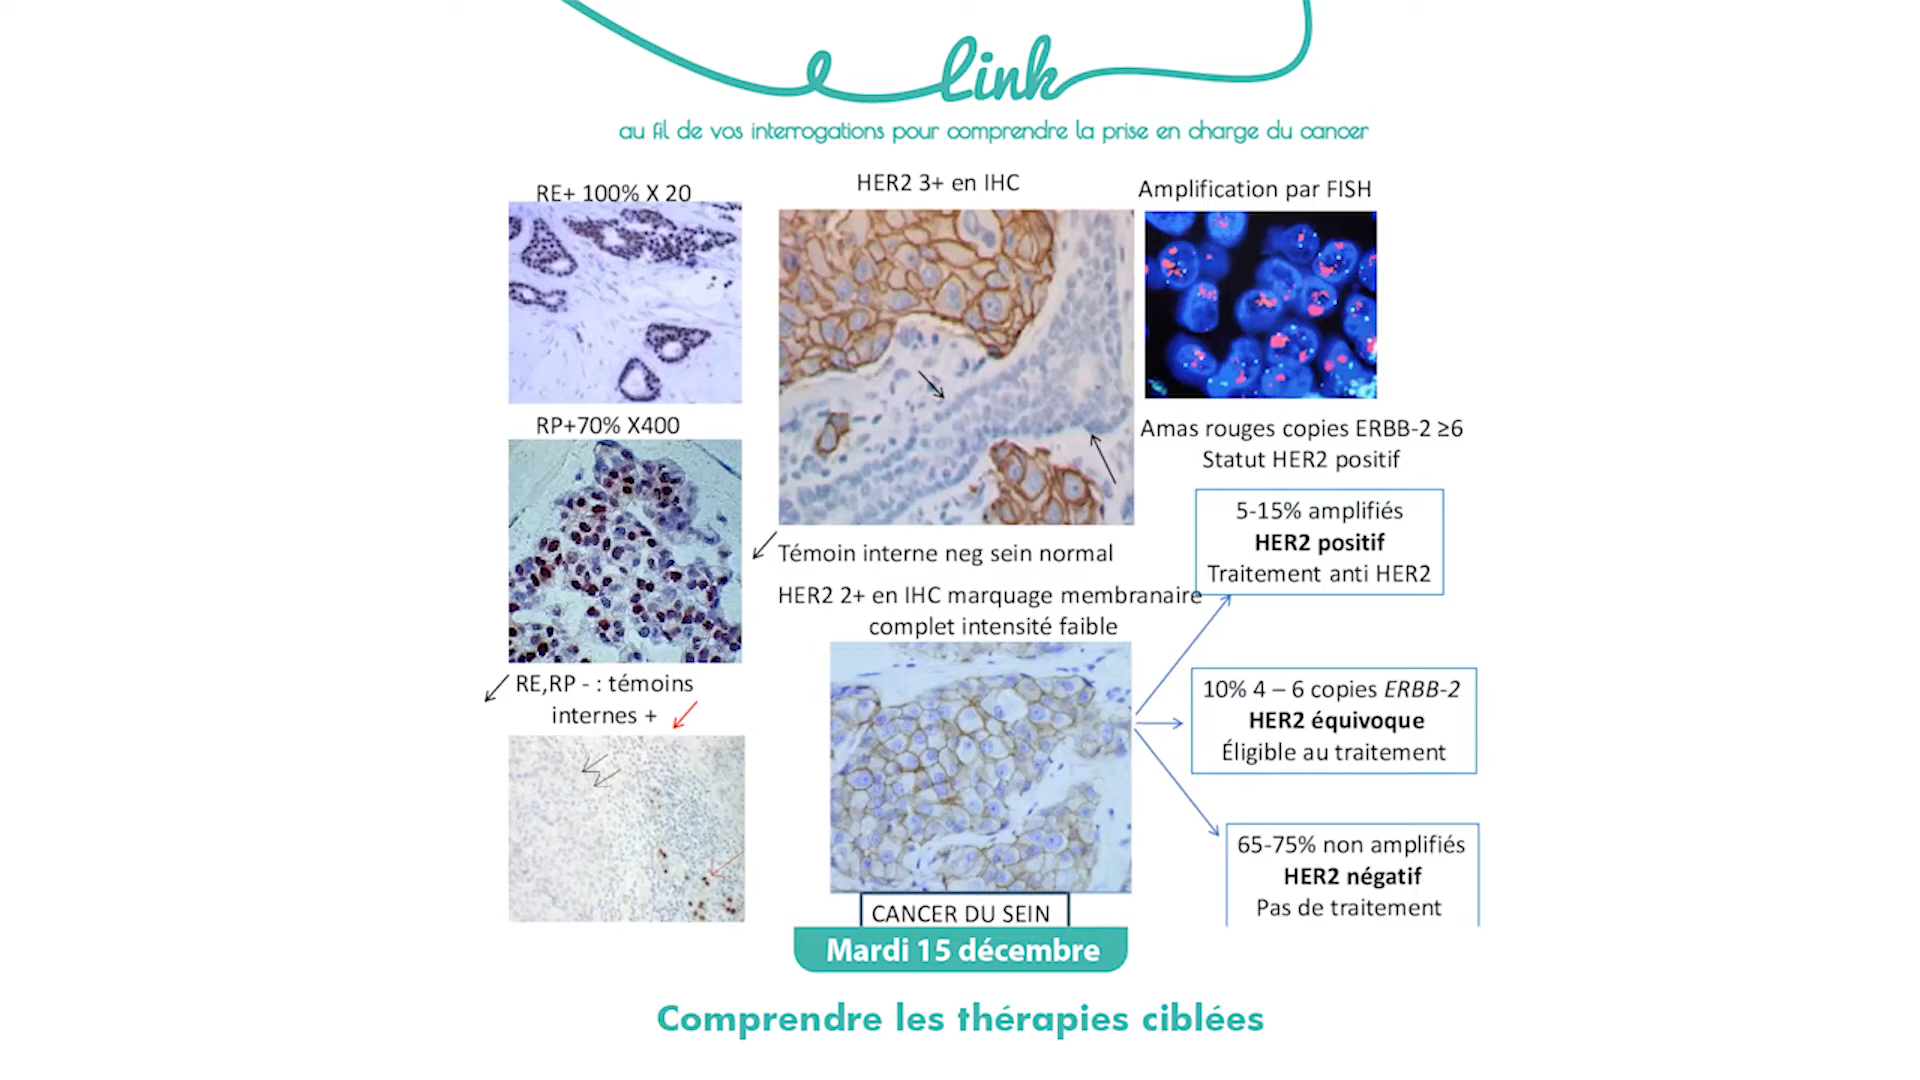 e link
au fil de vos interrogations pour comprendre la prise en charge du cancer
RE+ 100% X 20
RP+70% X400
RE,RP - : témoins
internes +
HER2 3+ en IHC
Témoin interne neg sein normal
HER2 2+ en IHC marquage membranaire
complet intensité faible
CANCER DU SEIN
Amplification par FISH
Amas rouges copies ERBB-2 ≥6
Statut HER2 positif
5-15% amplifiés
HER2 positif
Traitement anti HER2
10% 4 – 6 copies ERBB-2
HER2 équivoque
Éligible au traitement
65-75% non amplifiés
HER2 négatif
Pas de traitement
Mardi 15 décembre
Comprendre les thérapies ciblées